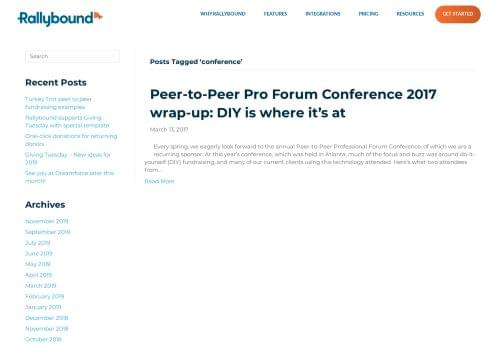 Rallybound
WHY RALLYBOUND
FEATURES
INTEGRATIONS
PRICING
RESOURCES
GET STARTED
Search
Recent Posts
Turkey Trot peer to peer
fundraising examples
Rallybound supports Giving
Tuesday with special template
One-click donations for returning
donors
Giving Tuesday – New ideas for
2019
See you at Dreamforce later this
month!
Archives
November 2019
September 2019
July 2019
June 2019
May 2019
April 2019
March 2019
February 2019
January 2019
December 2018
November 2018
October 2018
Posts Tagged ‘conference’
Peer-to-Peer Pro Forum Conference 2017
wrap-up: DIY is where it’s at
March 13, 2017
Every spring, we eagerly look forward to the annual Peer-to-Peer Professional Forum Conference, of which we are a
recurring sponsor. At this year’s conference, which was held in Atlanta, much of the focus and buzz was around do-it-
yourself (DIY) fundraising, and many of our current clients using this technology attended. Here’s what two attendees
from…
Read More